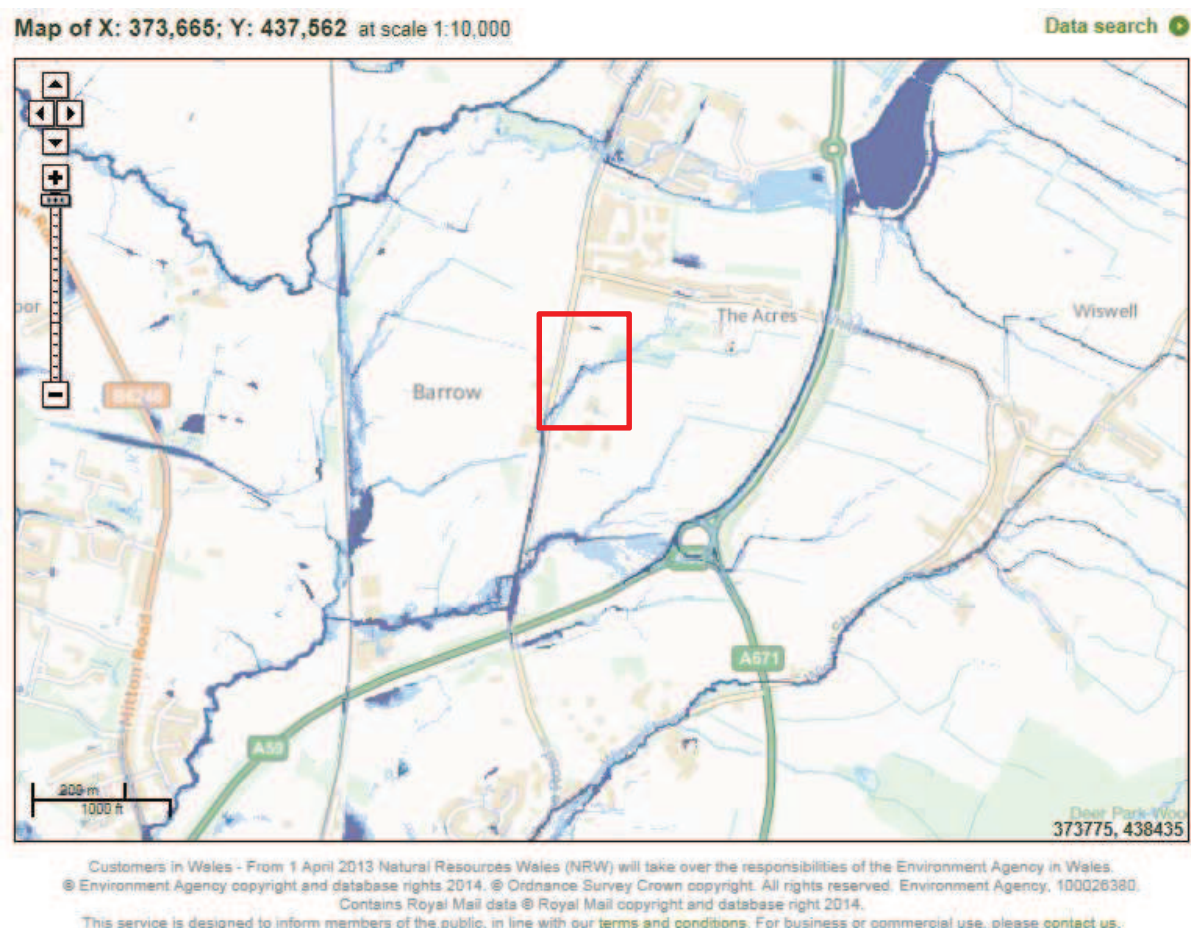 Map of X: 373,665; Y: 437,562 at scale 1:10,000
Data search
Wiswell
The Acres
Barrow
B6246
Mitton Road
A671
A59
200 m
1000 ft
Deer Park Woo
373775, 438435
Customers in Wales - From 1 April 2013 Natural Resources Wales (NRW) will take over the responsibilities of the Environment Agency in Wales.
© Environment Agency copyright and database rights 2014. © Ordnance Survey Crown copyright. All rights reserved. Environment Agency, 100026380.
Contains Royal Mail data © Royal Mail copyright and database right 2014.
This service is designed to inform members of the public, in line with our terms and conditions. For business or commercial use, please contact us.